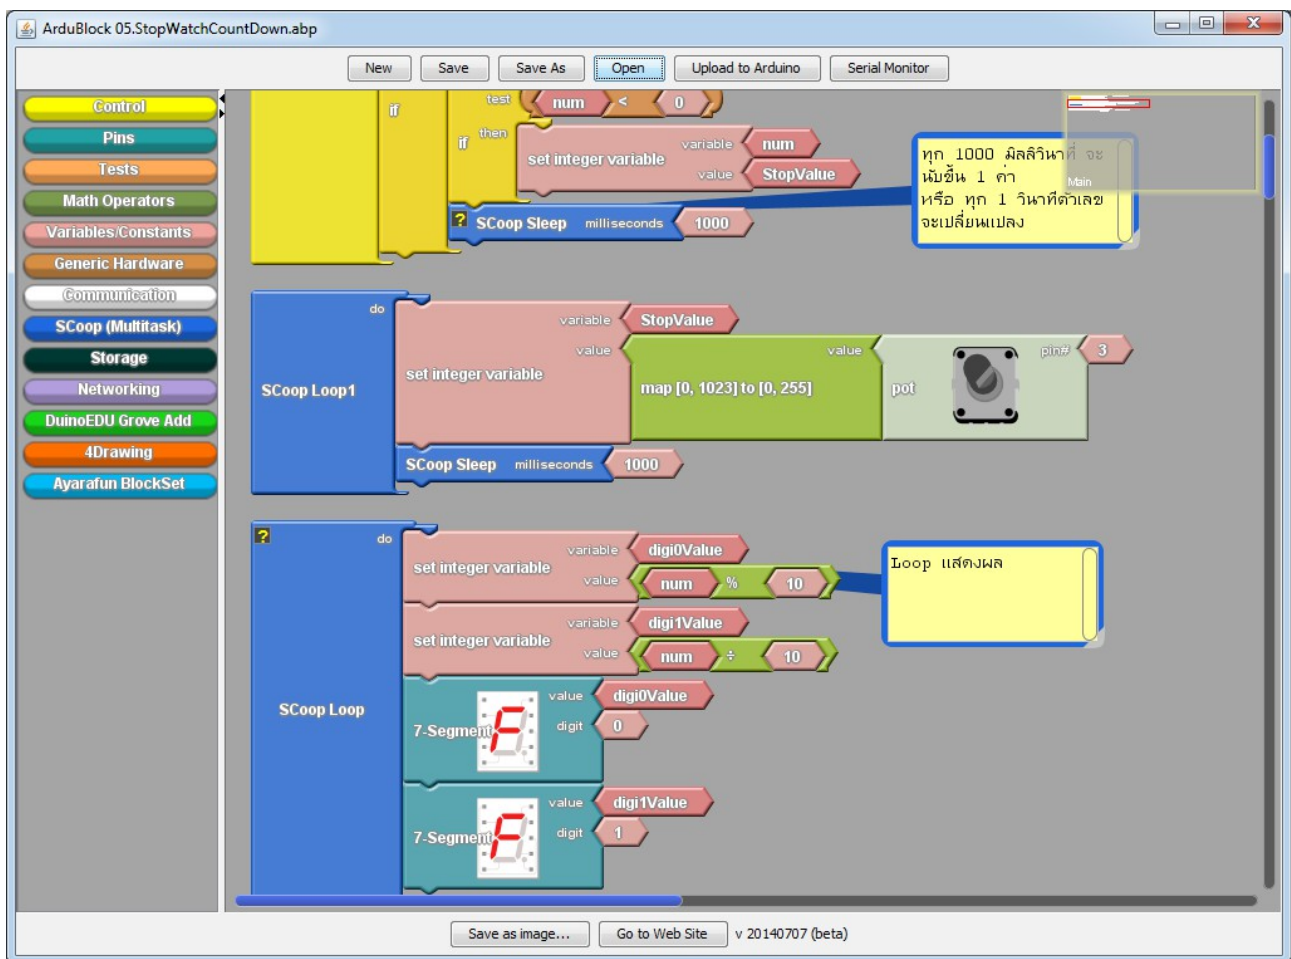 ArduBlock 05.StopWatchCountDown.abp
New Save Save As Open Upload to Arduino Serial Monitor
Control
Pins
Tests
Math Operators
Variables/Constants
Generic Hardware
Communication
SCoop (Multitask)
Storage
Networking
DuinoEDU Grove Add
4Drawing
Ayarafun BlockSet
if
test num < 0
if then
set integer variable
variable num
value StopValue
? SCoop Sleep milliseconds 1000
ทุก 1000 มิลลิวินาที จะ
นับขึ้น 1 ค่า
หรือ ทุก 1 วินาทีตัวเลข
จะเปลี่ยนแปลง
Main
SCoop Loop1
do
set integer variable
variable StopValue
value
map [0, 1023] to [0, 255]
value
pot
pin# 3
SCoop Sleep milliseconds 1000
?
SCoop Loop
do
set integer variable
variable digi0Value
value num % 10
Loop แสดงผล
set integer variable
variable digi1Value
value num ÷ 10
7-Segment
value digi0Value
digit 0
7-Segment
value digi1Value
digit 1
Save as image... Go to Web Site v 20140707 (beta)